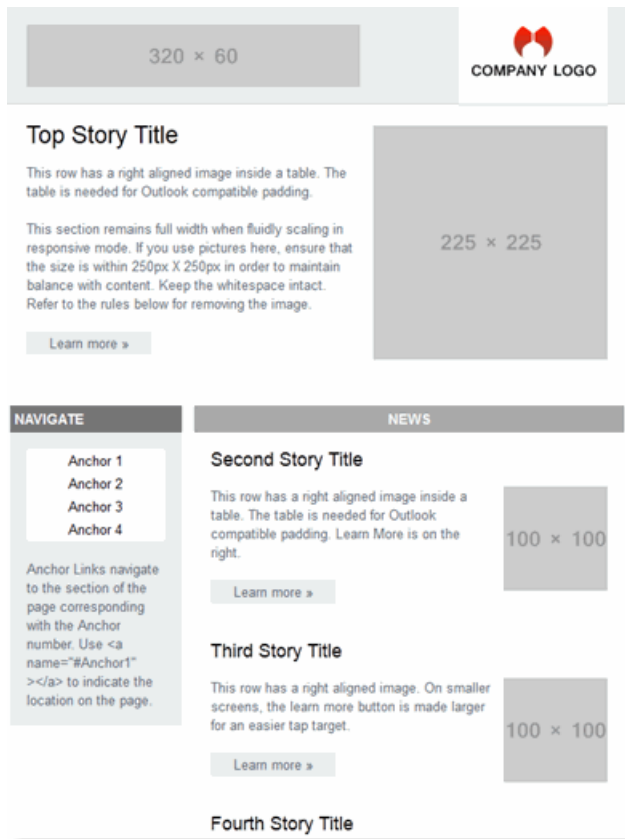 320 × 60
COMPANY LOGO
Top Story Title
This row has a right aligned image inside a table. The
table is needed for Outlook compatible padding.
This section remains full width when fluidly scaling in
responsive mode. If you use pictures here, ensure that
the size is within 250px X 250px in order to maintain
balance with content. Keep the whitespace intact.
Refer to the rules below for removing the image.
Learn more »
225 × 225
NAVIGATE
Anchor 1
Anchor 2
Anchor 3
Anchor 4
Anchor Links navigate
to the section of the
page corresponding
with the Anchor
number. Use <a
name="#Anchor1"
></a> to indicate the
location on the page.
NEWS
Second Story Title
This row has a right aligned image inside a
table. The table is needed for Outlook
compatible padding. Learn More is on the
right.
Learn more »
100 × 100
Third Story Title
This row has a right aligned image. On smaller
screens, the learn more button is made larger
for an easier tap target.
Learn more »
100 × 100
Fourth Story Title